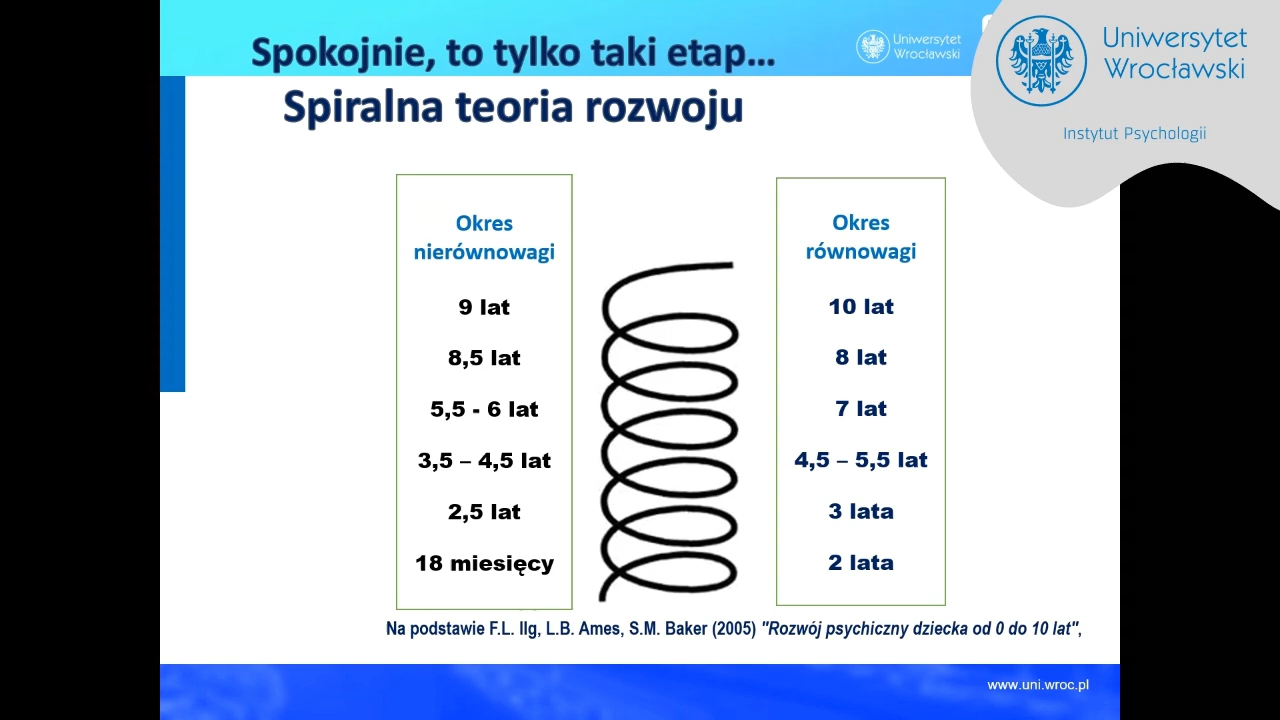 Spokojnie, to tylko taki etap...
Spiralna teoria rozwoju
Uniwersytet
Wrocławski
Uniwersytet
Wrocławski
Instytut Psychologii
Okres
nierównowagi
9 lat
8,5 lat
5,5 - 6 lat
3,5 – 4,5 lat
2,5 lat
18 miesięcy
Okres
równowagi
10 lat
8 lat
7 lat
4,5 – 5,5 lat
3 lata
2 lata
Na podstawie F.L. Ilg, L.B. Ames, S.M. Baker (2005) "Rozwój psychiczny dziecka od 0 do 10 lat",
www.uni.wroc.pl